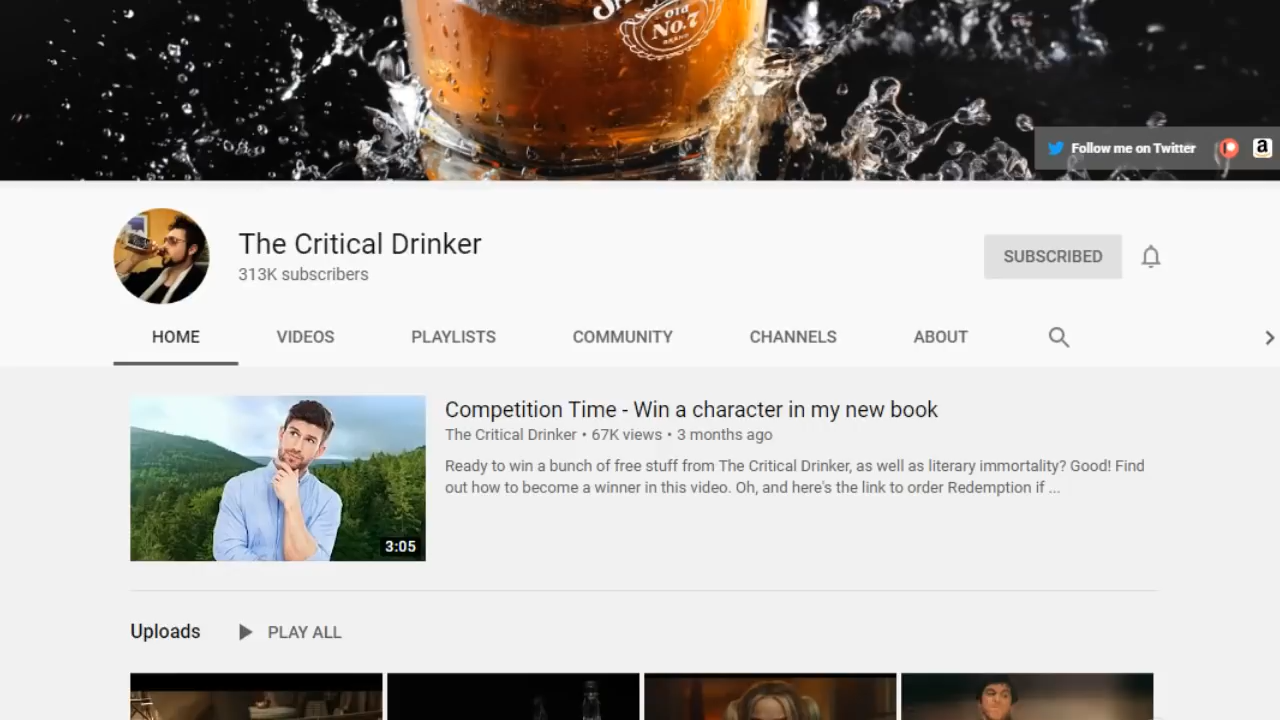 Old
No.7
BRAND
Follow me on Twitter
The Critical Drinker
313K subscribers
SUBSCRIBED
HOME VIDEOS PLAYLISTS COMMUNITY CHANNELS ABOUT
Competition Time - Win a character in my new book
The Critical Drinker • 67K views • 3 months ago
Ready to win a bunch of free stuff from The Critical Drinker, as well as literary immortality? Good! Find
out how to become a winner in this video. Oh, and here's the link to order Redemption if ...
3:05
Uploads PLAY ALL